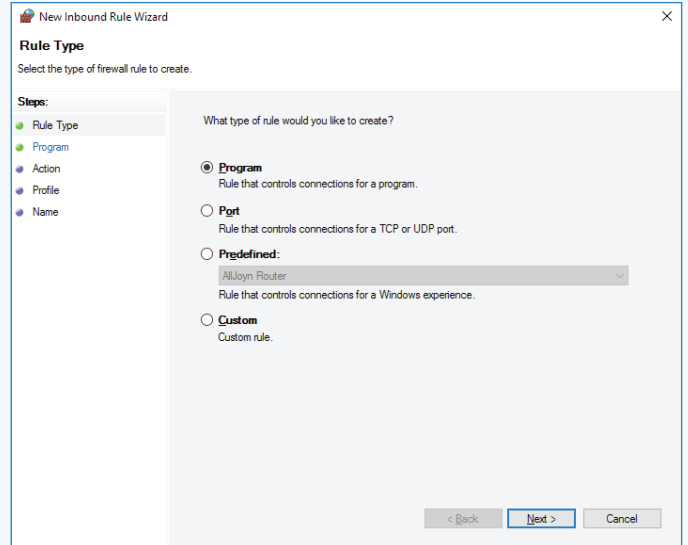 New Inbound Rule Wizard
Rule Type
Select the type of firewall rule to create.
Steps:
Rule Type
Program
Action
Profile
Name
What type of rule would you like to create?
Program
Rule that controls connections for a program.
Port
Rule that controls connections for a TCP or UDP port.
Predefined:
AllJoyn Router
Rule that controls connections for a Windows experience.
Custom
Custom rule.
< Back Next > Cancel